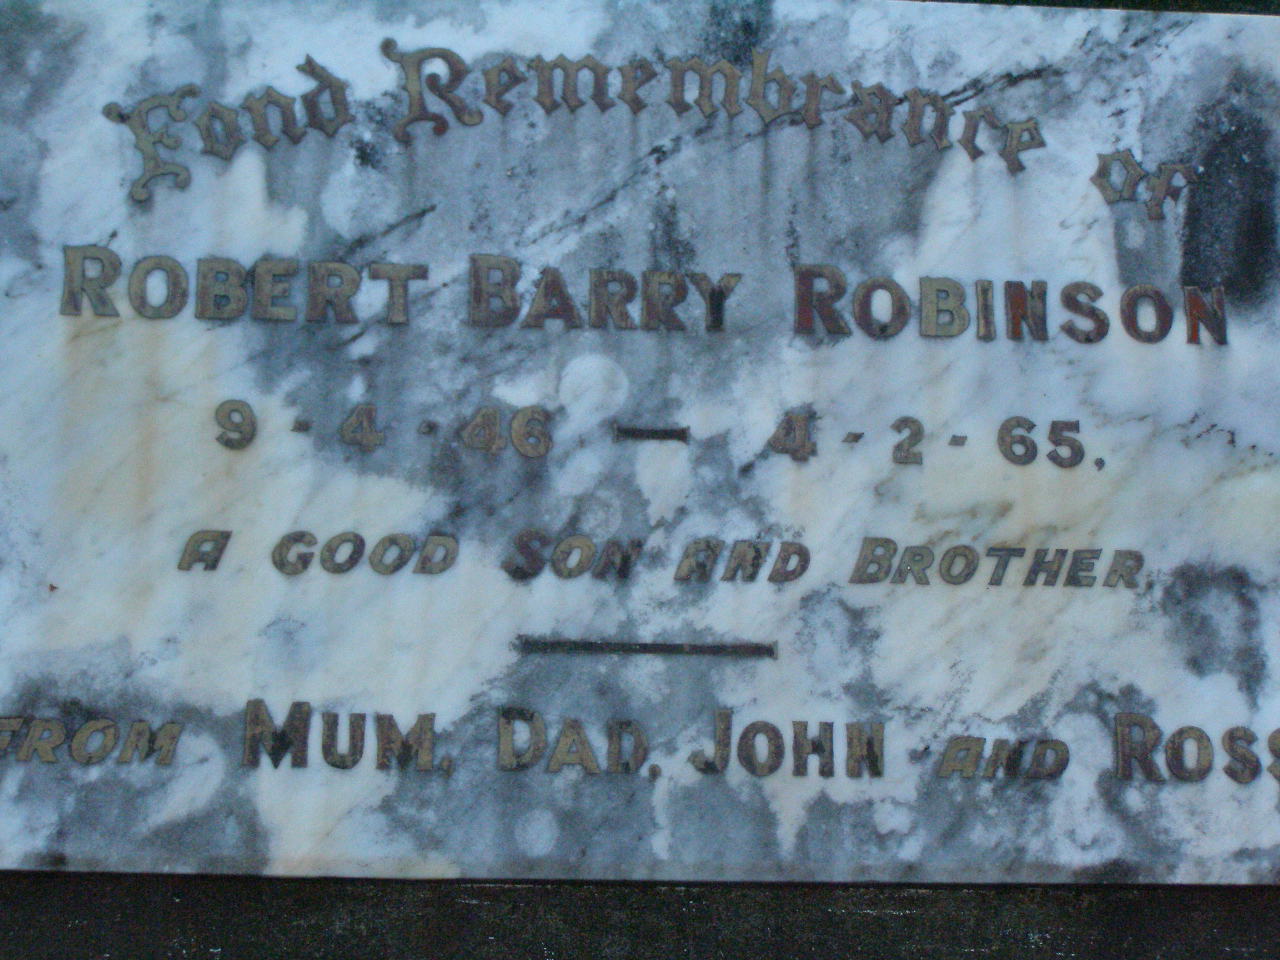 Fond Remembrance of
ROBERT BARRY ROBINSON
9-4-46 — 4-2-65.
A GOOD SON AND BROTHER.
FROM MUM, DAD, JOHN AND ROSS